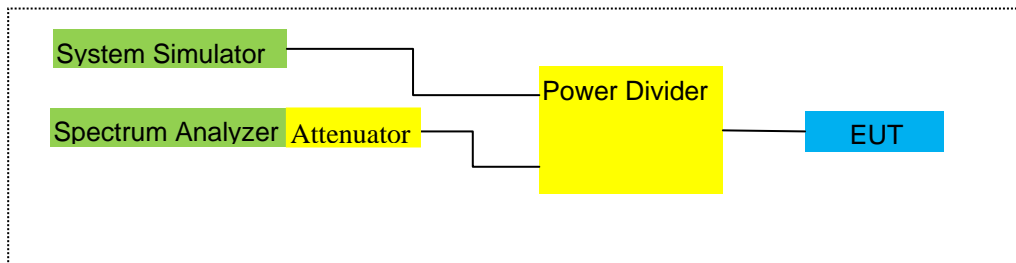 System Simulator
Power Divider
Spectrum Analyzer Attenuator
EUT